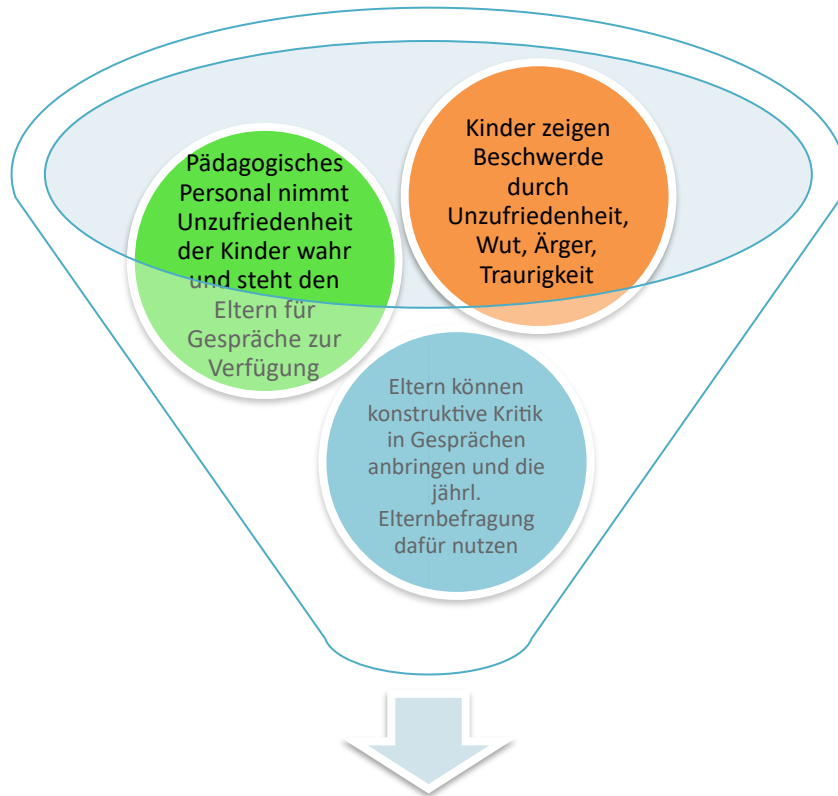 Pädagogisches
Personal nimmt
Unzufriedenheit
der Kinder wahr
und steht den
Eltern für
Gespräche zur
Verfügung
Kinder zeigen
Beschwerde
durch
Unzufriedenheit,
Wut, Ärger,
Traurigkeit
Eltern können
konstruktive Kritik
in Gesprächen
anbringen und die
jährl.
Elternbefragung
dafür nutzen